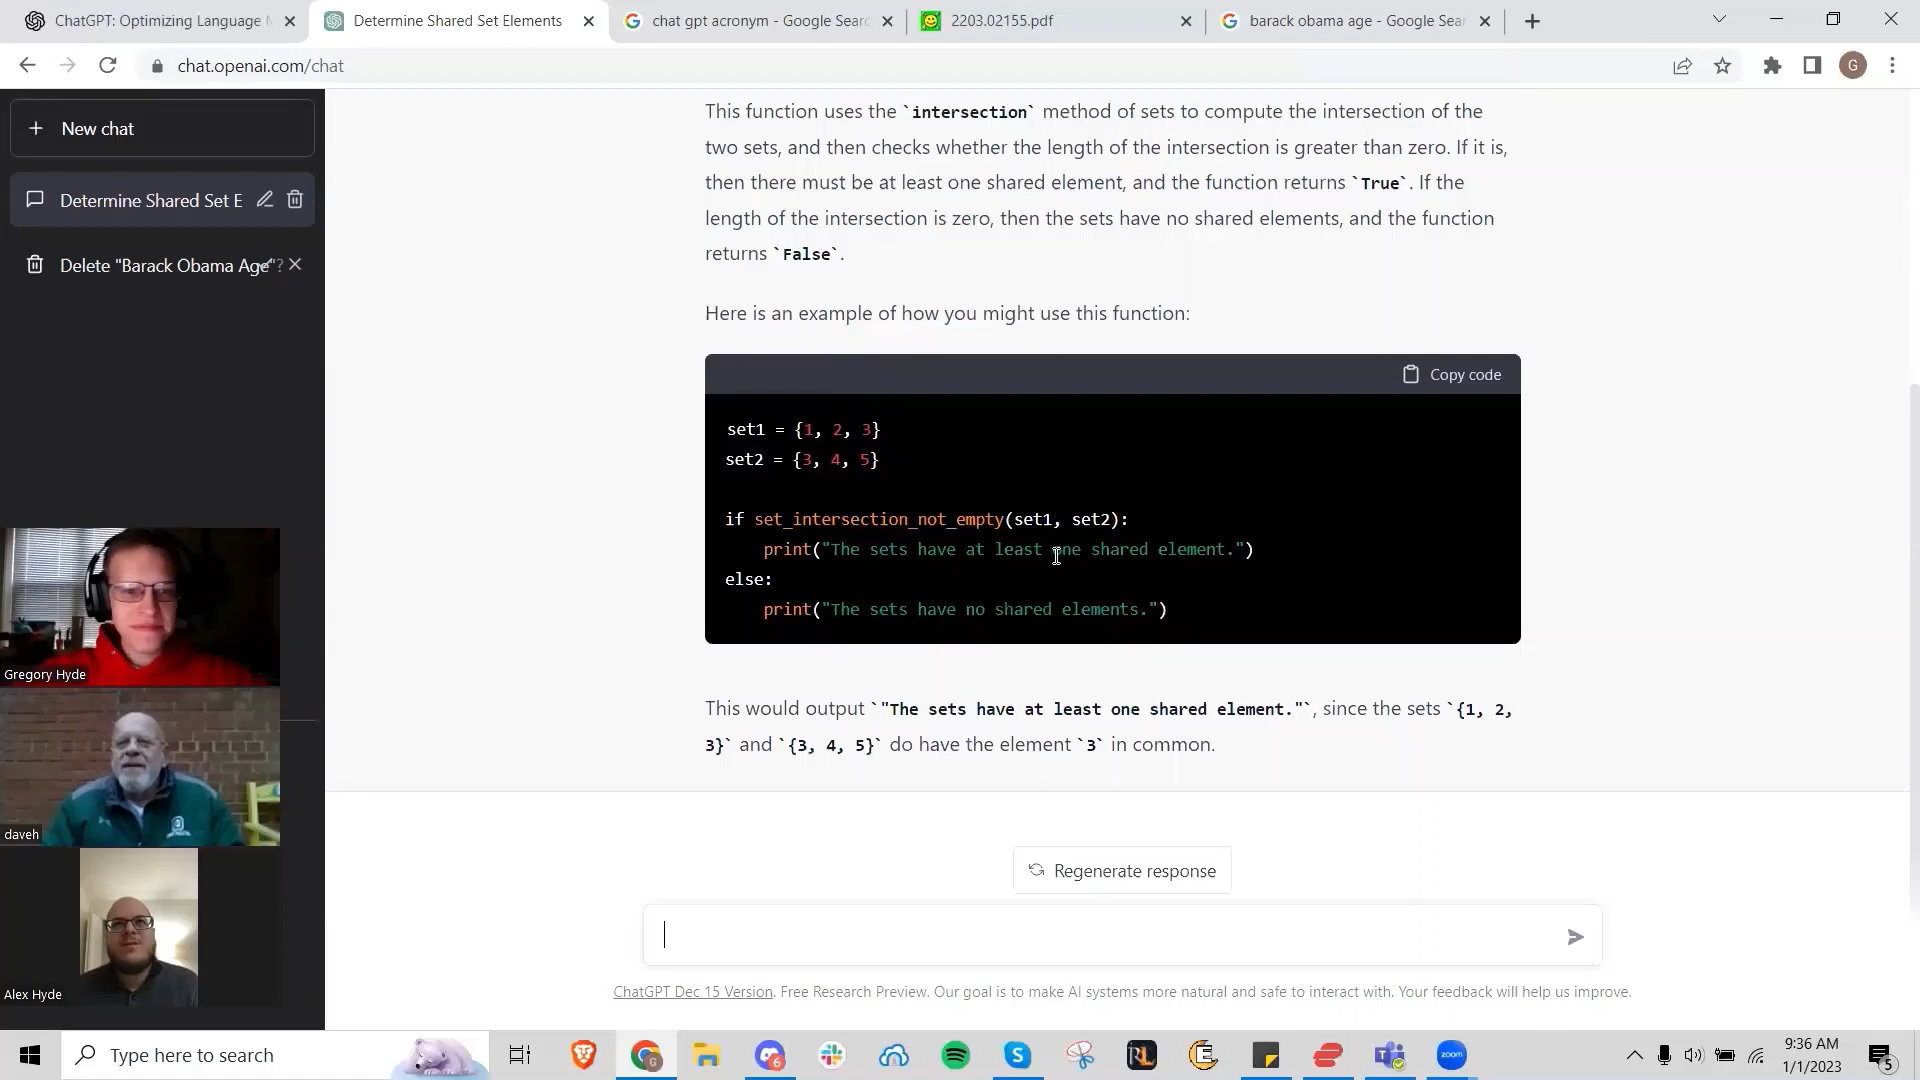 ChatGPT: Optimizing Language M
Determine Shared Set Elements
chat gpt acronym - Google Searc
2203.02155.pdf
barack obama age - Google Sear
chat.openai.com/chat
G
New chat
Determine Shared Set E
Delete "Barack Obama Age"?
This function uses the `intersection` method of sets to compute the intersection of the
two sets, and then checks whether the length of the intersection is greater than zero. If it is,
then there must be at least one shared element, and the function returns `True`. If the
length of the intersection is zero, then the sets have no shared elements, and the function
returns `False`.
Here is an example of how you might use this function:
Copy code
set1 = {1, 2, 3}
set2 = {3, 4, 5}
if set_intersection_not_empty(set1, set2):
print("The sets have at least one shared element.")
else:
print("The sets have no shared elements.")
This would output `"The sets have at least one shared element."`, since the sets `{1, 2,
3}` and `{3, 4, 5}` do have the element `3` in common.
Regenerate response
ChatGPT Dec 15 Version. Free Research Preview. Our goal is to make AI systems more natural and safe to interact with. Your feedback will help us improve.
Gregory Hyde
daveh
Alex Hyde
Type here to search
G
6
RL
zoom
9:36 AM
1/1/2023
5